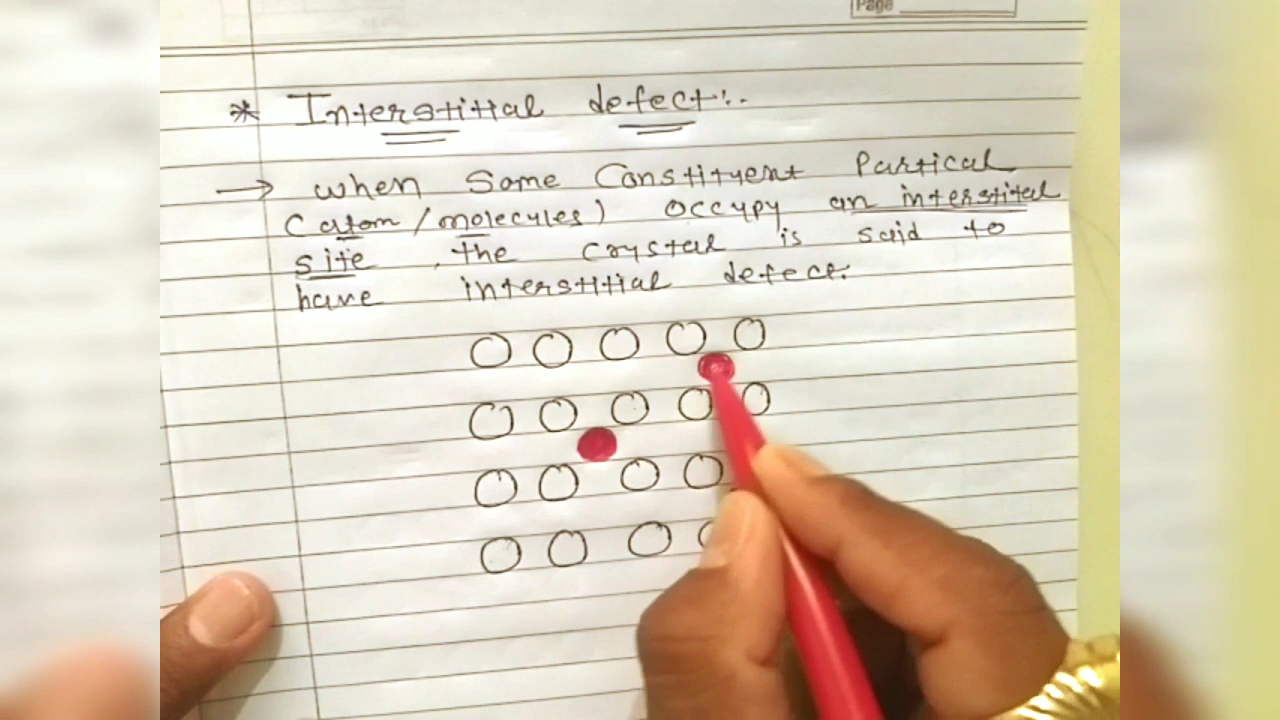 Page
* Interstitial defect:.
→ When Some Constituent Partical
(atom/molecules) occupy an interstital
site, the crystal is said to
have interstitial defect.